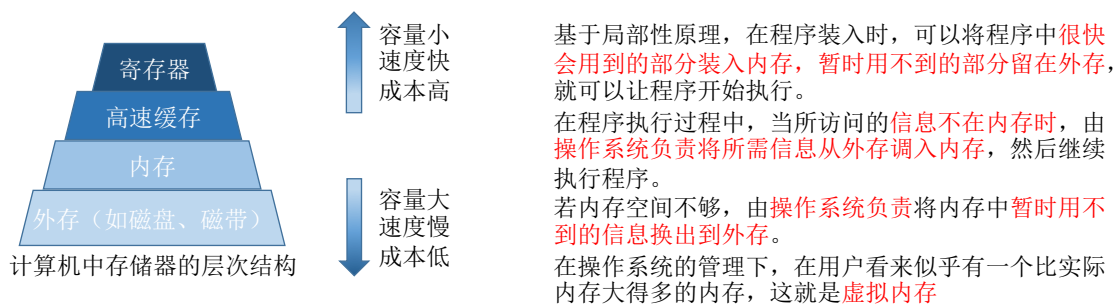 寄存器
高速缓存
内存
外存（如磁盘、磁带）
计算机中存储器的层次结构
容量小
速度快
成本高
容量大
速度慢
成本低
基于局部性原理，在程序装入时，可以将程序中很快
会用到的部分装入内存，暂时用不到的部分留在外存，
就可以让程序开始执行。
在程序执行过程中，当所访问的信息不在内存时，由
操作系统负责将所需信息从外存调入内存，然后继续
执行程序。
若内存空间不够，由操作系统负责将内存中暂时用不
到的信息换出到外存。
在操作系统的管理下，在用户看来似乎有一个比实际
内存大得多的内存，这就是虚拟内存